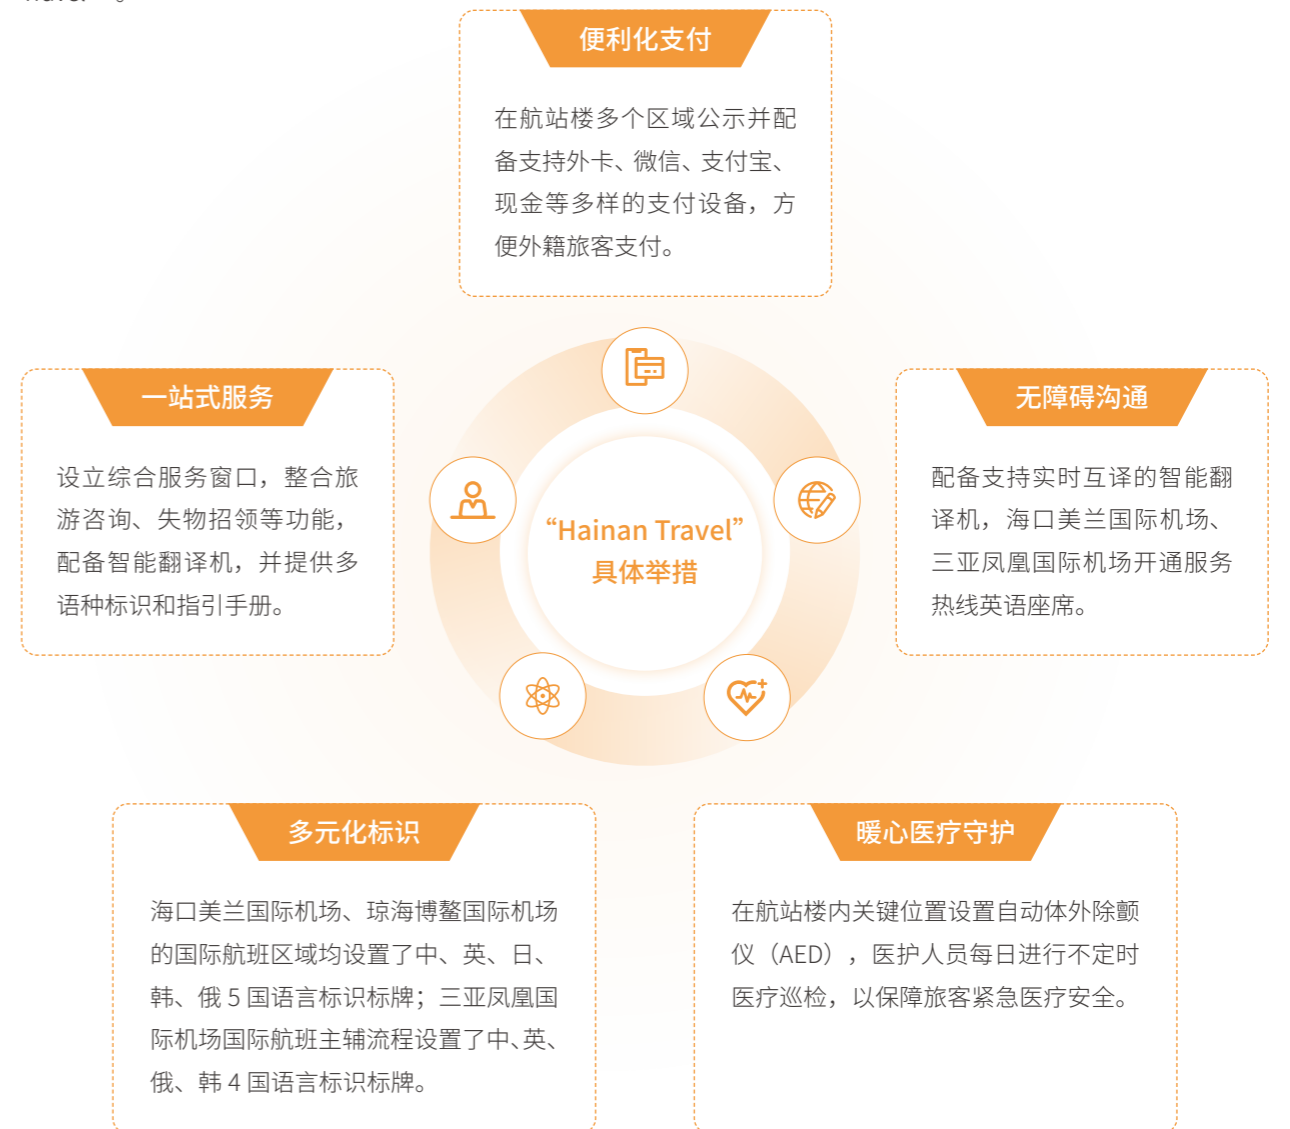 便利化支付
在航站楼多个区域公示并配
备支持外卡、微信、支付宝、
现金等多样的支付设备，方
便外籍旅客支付。
一站式服务
设立综合服务窗口，整合旅
游咨询、失物招领等功能，
配备智能翻译机，并提供多
语种标识和指引手册。
“Hainan Travel”
具体举措
无障碍沟通
配备支持实时互译的智能翻
译机，海口美兰国际机场、
三亚凤凰国际机场开通服务
热线英语座席。
多元化标识
海口美兰国际机场、琼海博鳌国际机场
的国际航班区域均设置了中、英、日、
韩、俄 5 国语言标识标牌；三亚凤凰国
际机场国际航班主辅流程设置了中、英、
俄、韩 4 国语言标识标牌。
暖心医疗守护
在航站楼内关键位置设置自动体外除颤
仪（AED），医护人员每日进行不定时
医疗巡检，以保障旅客紧急医疗安全。